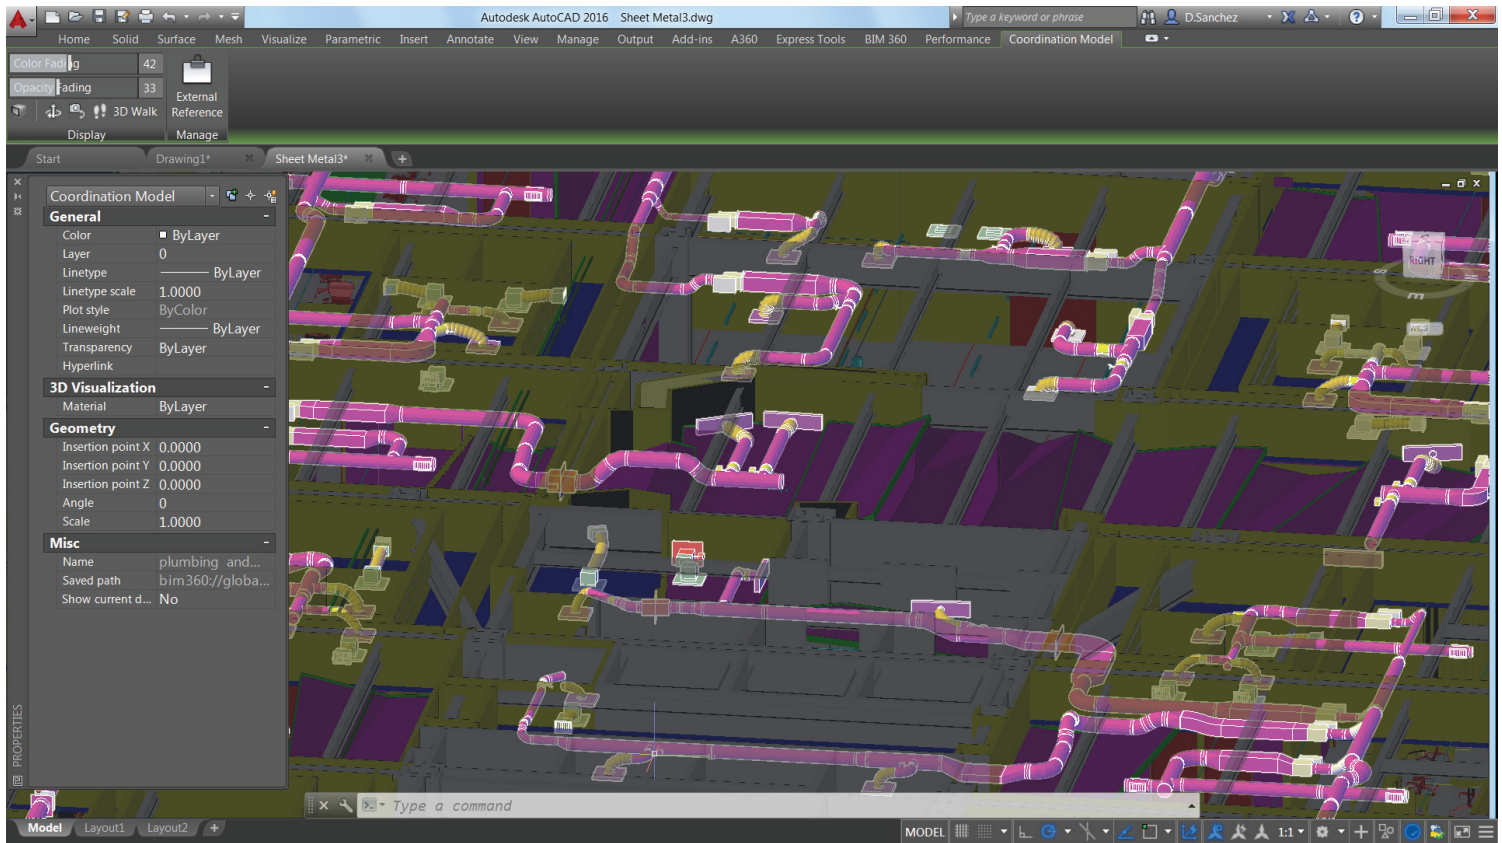 Autodesk AutoCAD 2016 Sheet Metal3.dwg
Type a keyword or phrase
D.Sanchez
Home Solid Surface Mesh Visualize Parametric Insert Annotate View Manage Output Add-ins A360 Express Tools BIM 360 Performance Coordination Model
Color Fading 42
Opacity Fading 33
External
Reference
3D Walk
Display Manage
Start Drawing1* Sheet Metal3*
Coordination Model
General
Color ByLayer
Layer 0
Linetype ByLayer
Linetype scale 1.0000
Plot style ByColor
Lineweight ByLayer
Transparency ByLayer
Hyperlink
3D Visualization
Material ByLayer
Geometry
Insertion point X 0.0000
Insertion point Y 0.0000
Insertion point Z 0.0000
Angle 0
Scale 1.0000
Misc
Name plumbing and...
Saved path bim360://globa...
Show current d... No
PROPERTIES
RIGHT
S
E
Type a command
Model Layout1 Layout2
MODEL 1:1